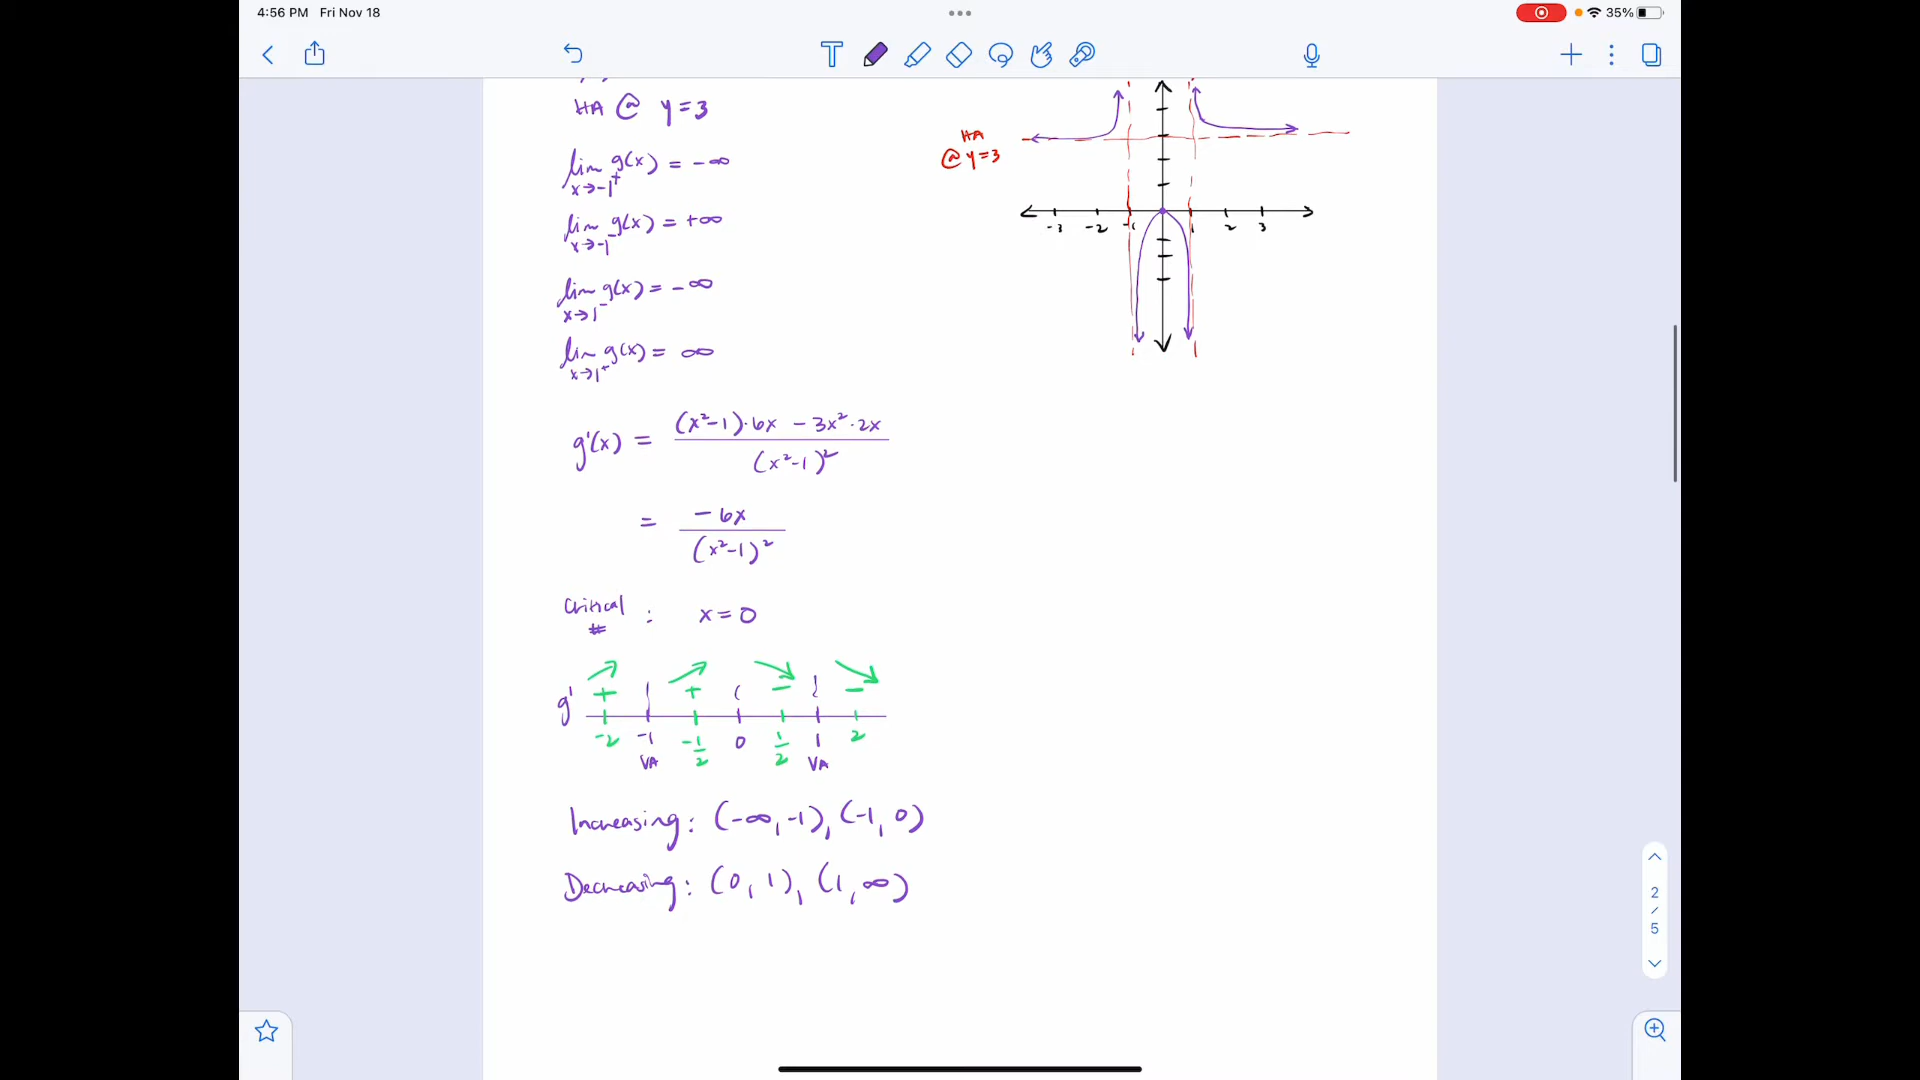 4:56 PM Fri Nov 18
35%
HA @ y=3
lim g(x) = -∞
x→-1⁺
lim g(x) = +∞
x→-1⁻
lim g(x) = -∞
x→1⁻
lim g(x) = ∞
x→1⁺
HA
@ y=3
-3 -2 -1 1 2 3
g'(x) = (x²-1)·6x - 3x²·2x
(x²-1)²
= -6x
(x²-1)²
Critical # : x=0
+ + - -
g'
-2 -1 -1/2 0 1/2 1 2
VA VA
Increasing: (-∞,-1), (-1, 0)
Decreasing: (0, 1), (1, ∞)
2
/
5